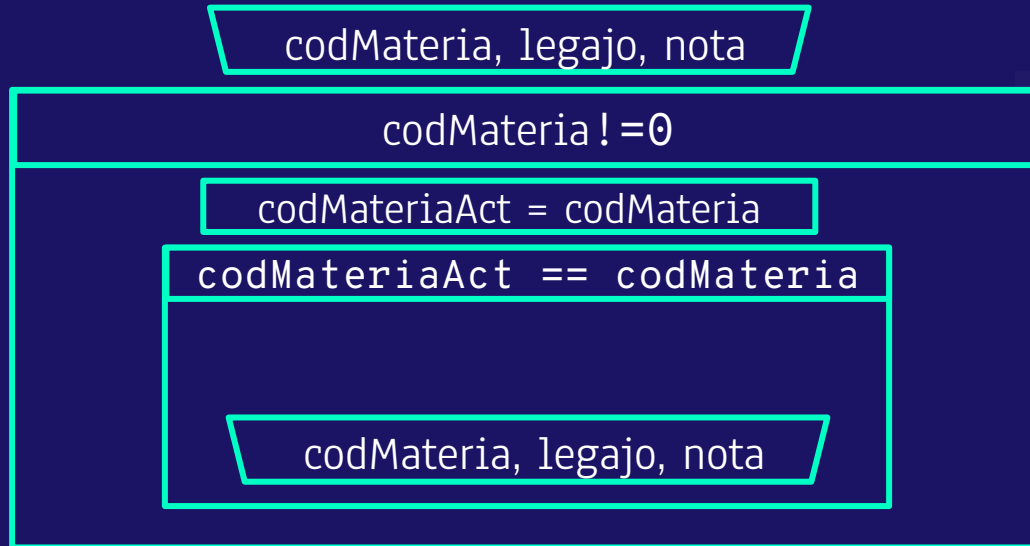 codMateria, legajo, nota
codMateria!=0
codMateriaAct = codMateria
codMateriaAct == codMateria
codMateria, legajo, nota